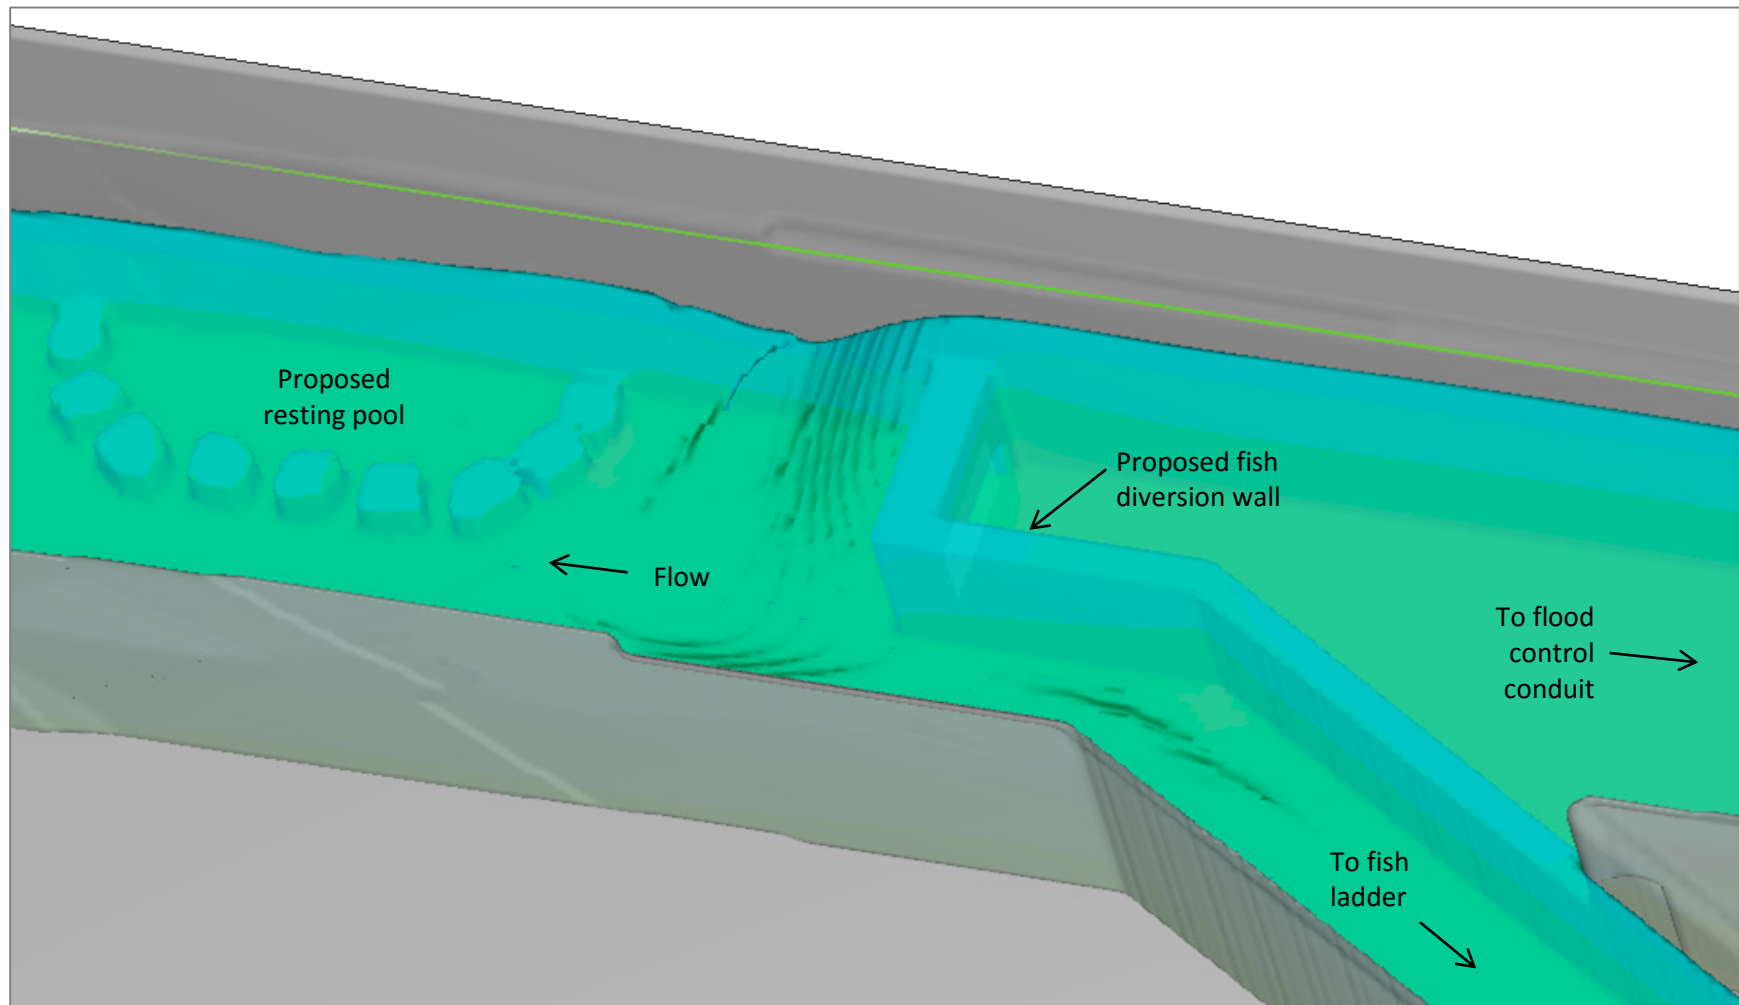 Proposed
resting pool
Proposed fish
diversion wall
Flow
To flood
control
conduit
To fish
ladder